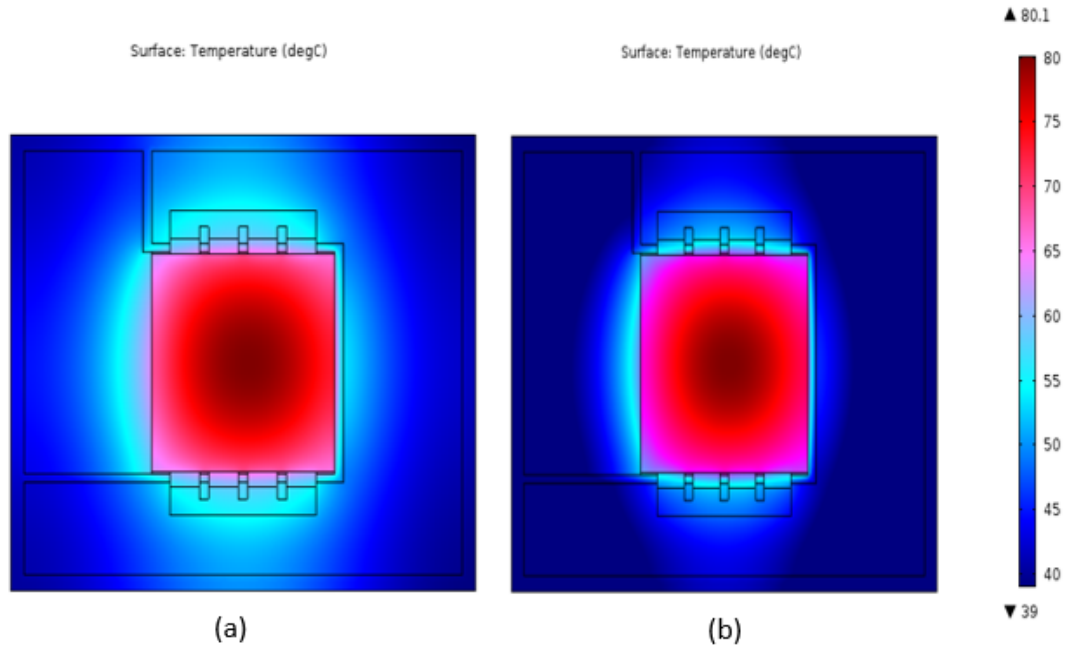 ▲ 80.1
Surface: Temperature (degC)
Surface: Temperature (degC)
80
75
70
65
60
55
50
45
40
▼ 39
(a)
(b)